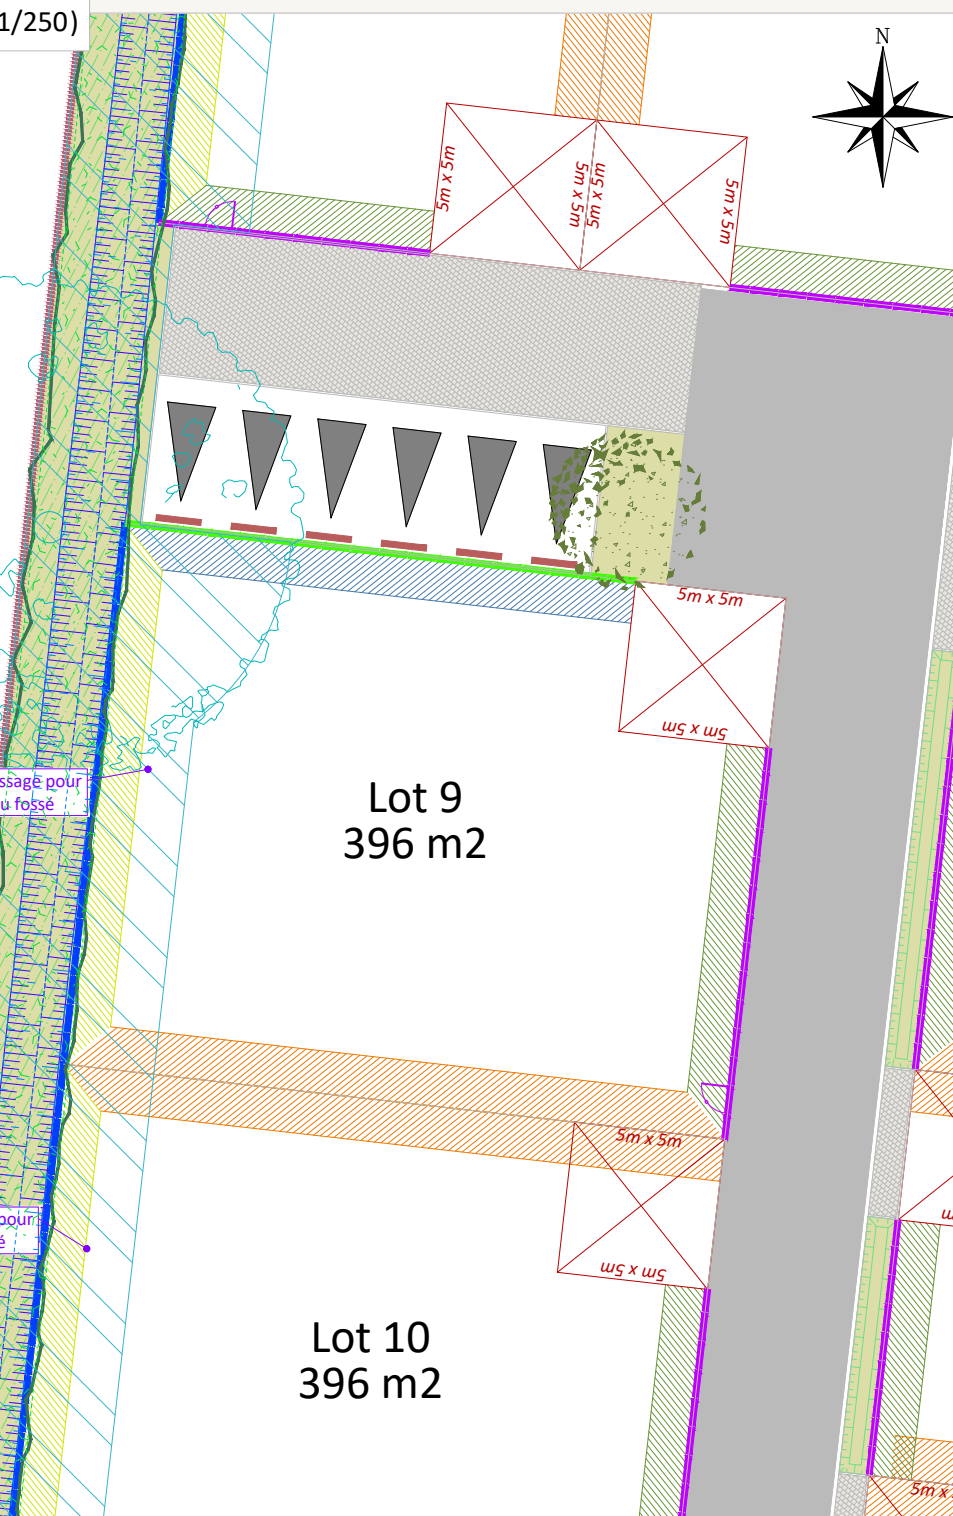 1/250)
N
5m x 5m
5m x 5m
5m x 5m
5m x 5m
5m x 5m
5m x 5m
ssage pour
u fossé
Lot 9
396 m2
5m x 5m
5m x 5m
pour
é
m
Lot 10
396 m2
5m x